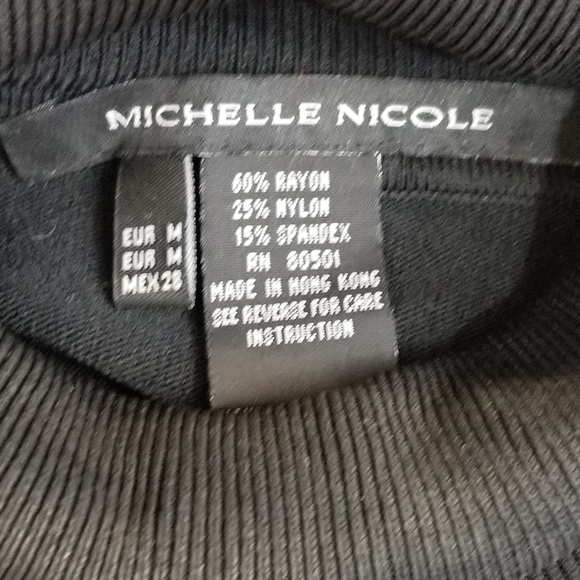 MICHELLE NICOLE
EUR M
EUR M
MEX 28
60% RAYON
25% NYLON
15% SPANDEX
RN 80501
MADE IN HONG KONG
SEE REVERSE FOR CARE
INSTRUCTION